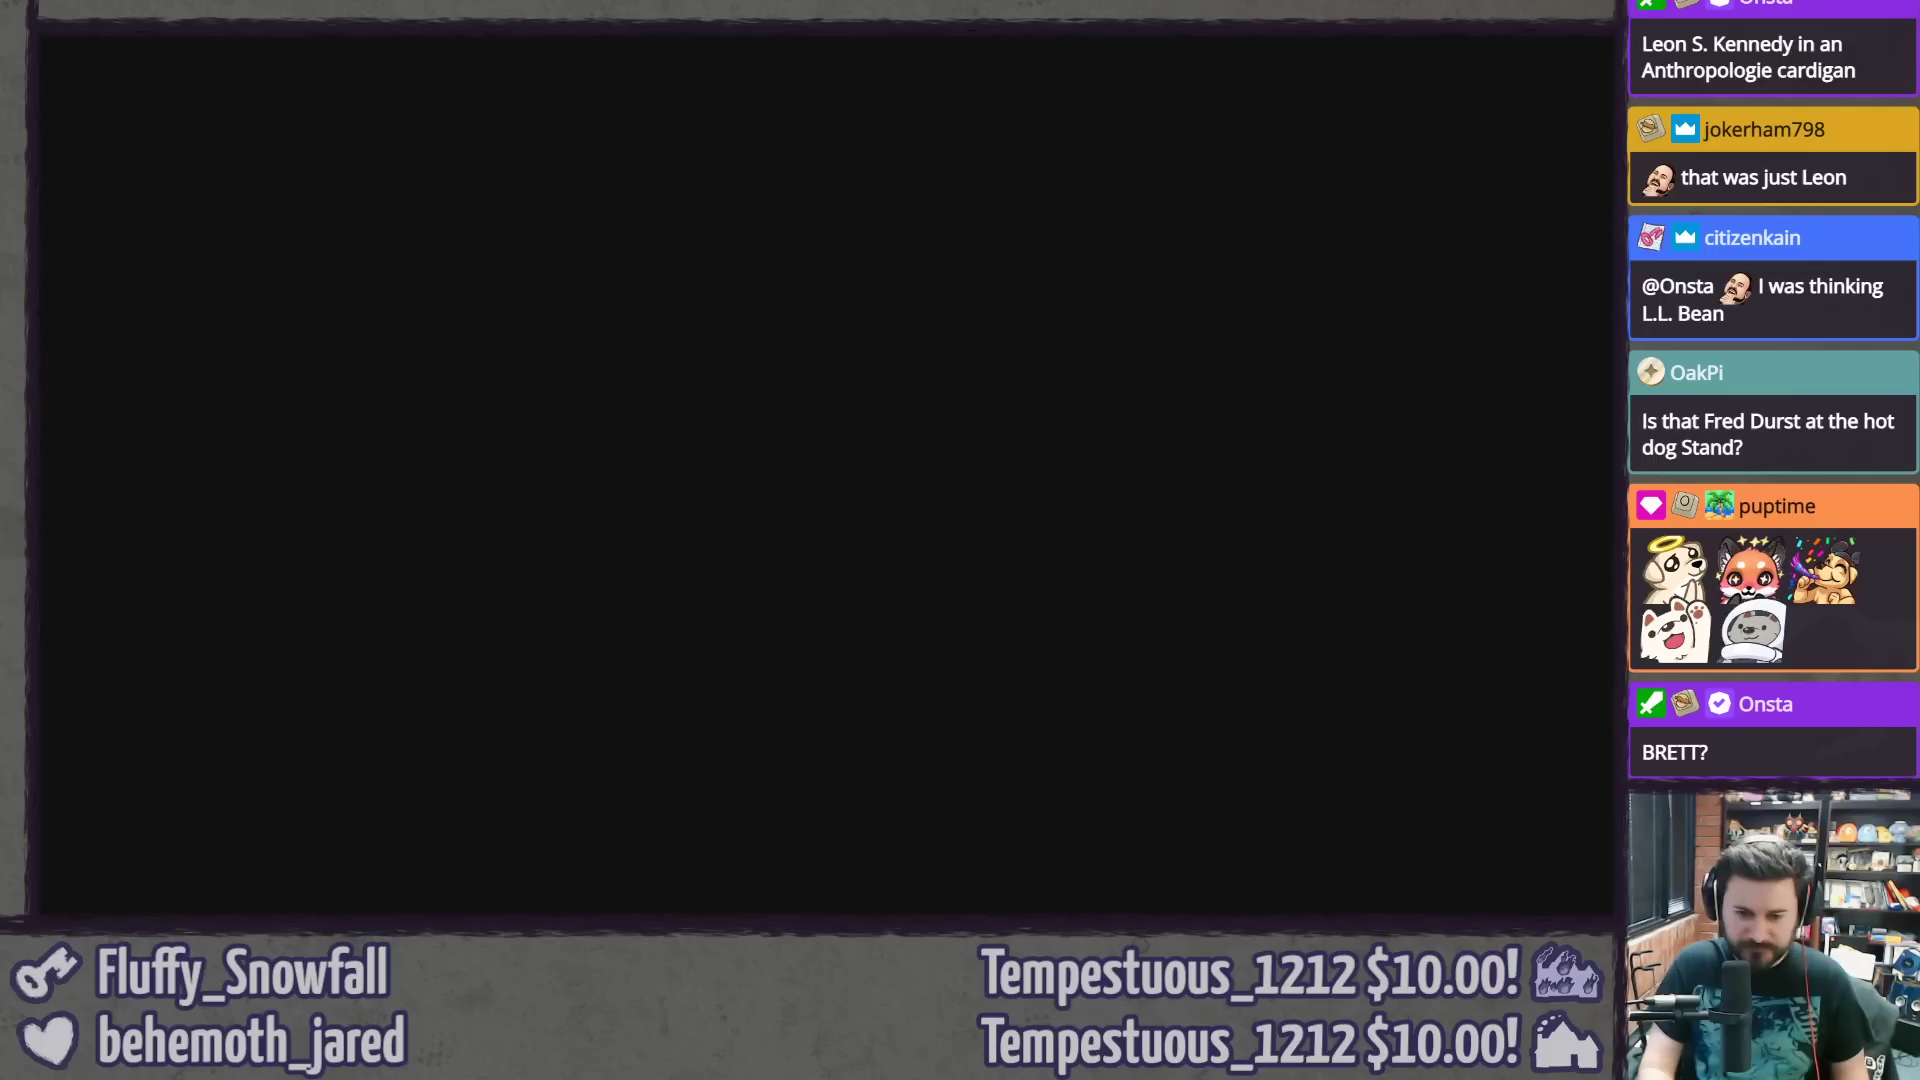 Onsta
Leon S. Kennedy in an
Anthropologie cardigan
jokerham798
that was just Leon
citizenkain
@Onsta I was thinking
L.L. Bean
OakPi
Is that Fred Durst at the hot
dog Stand?
puptime
Onsta
BRETT?
Fluffy_Snowfall
behemoth_jared
Tempestuous_1212 $10.00!
Tempestuous_1212 $10.00!